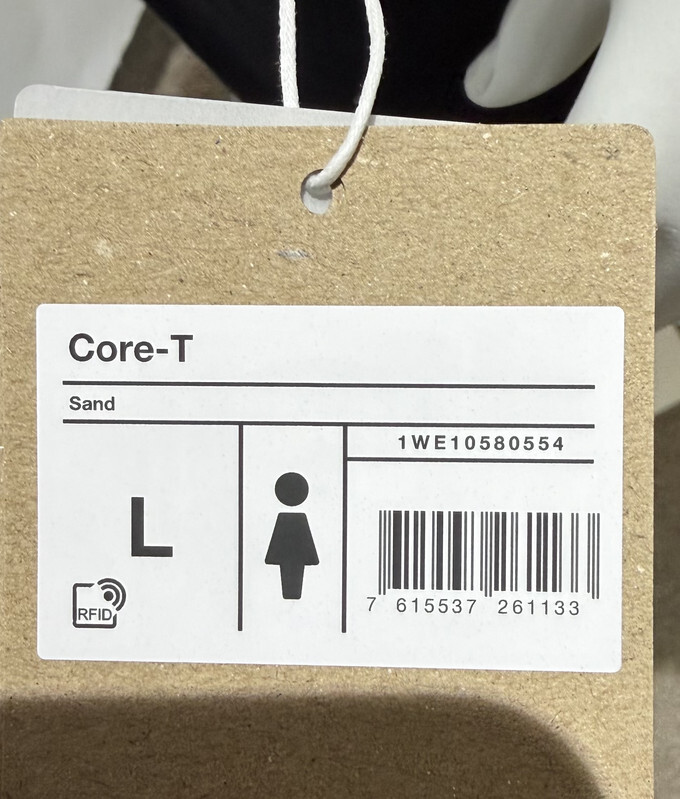 Core-T
Sand
1WE10580554
L
RFID
7 615537 261133